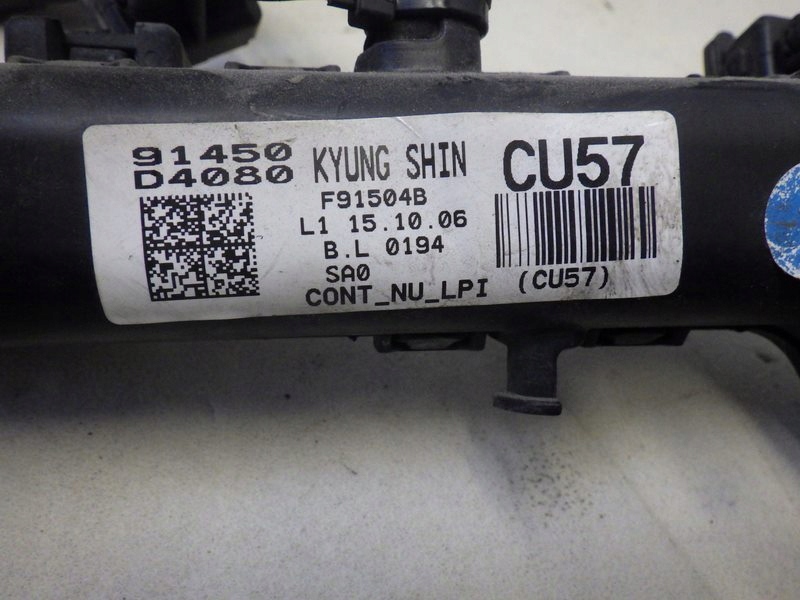 91450
D4080
KYUNG SHIN
F91504B
L1 15.10.06
B.L 0194
SA0
CONT_NU_LPI
CU57
(CU57)